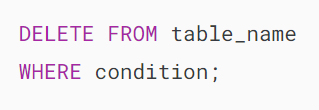 DELETE FROM table_name
WHERE condition;